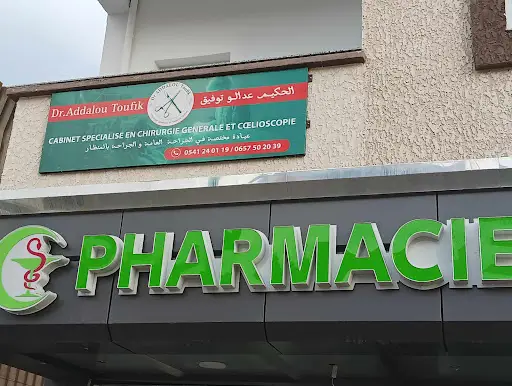 Dr.Addalou Toufik
الحكيم عدالو توفيق
CABINET SPECIALISE EN CHIRURGIE GENERALE ET CŒLIOSCOPIE
عيادة مختصة في الجراحة العامة و الجراحة بالمنظار
0541 24 01 19 / 0657 50 20 39
PHARMACIE